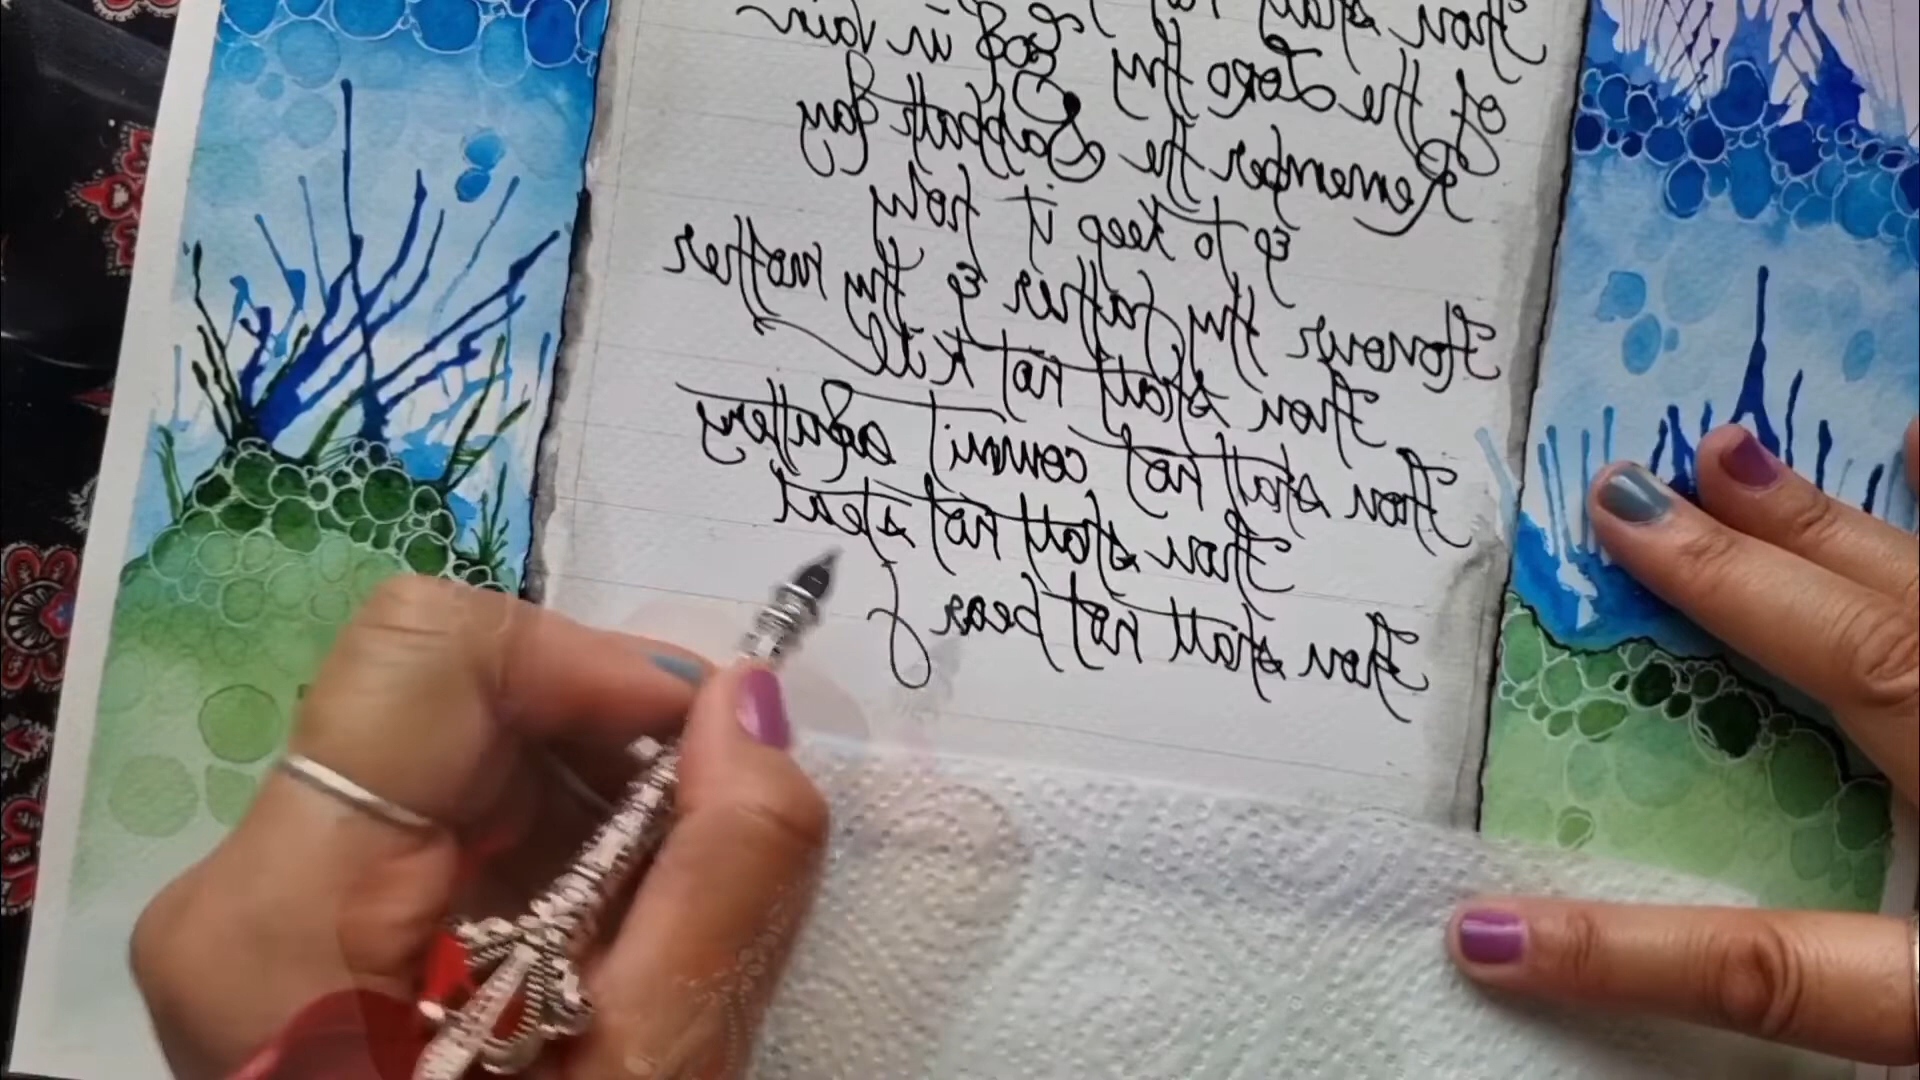 Thou shalt
of the Lord thy God in vain
Remember the Sabbath day
& to keep it holy
Honour thy father & thy mother
Thou shalt not kill
Thou shalt not commit adultery
Thou shalt not steal
Thou shalt not bear f